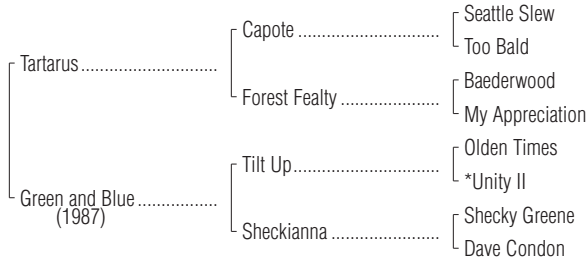 Seattle Slew
Capote ..................................
Too Bald
Tartarus .................................
Baederwood
Forest Fealty ........................
My Appreciation
Olden Times
Tilt Up....................................
*Unity II
Green and Blue ...................
(1987)
Shecky Greene
Sheckianna ..........................
Dave Condon